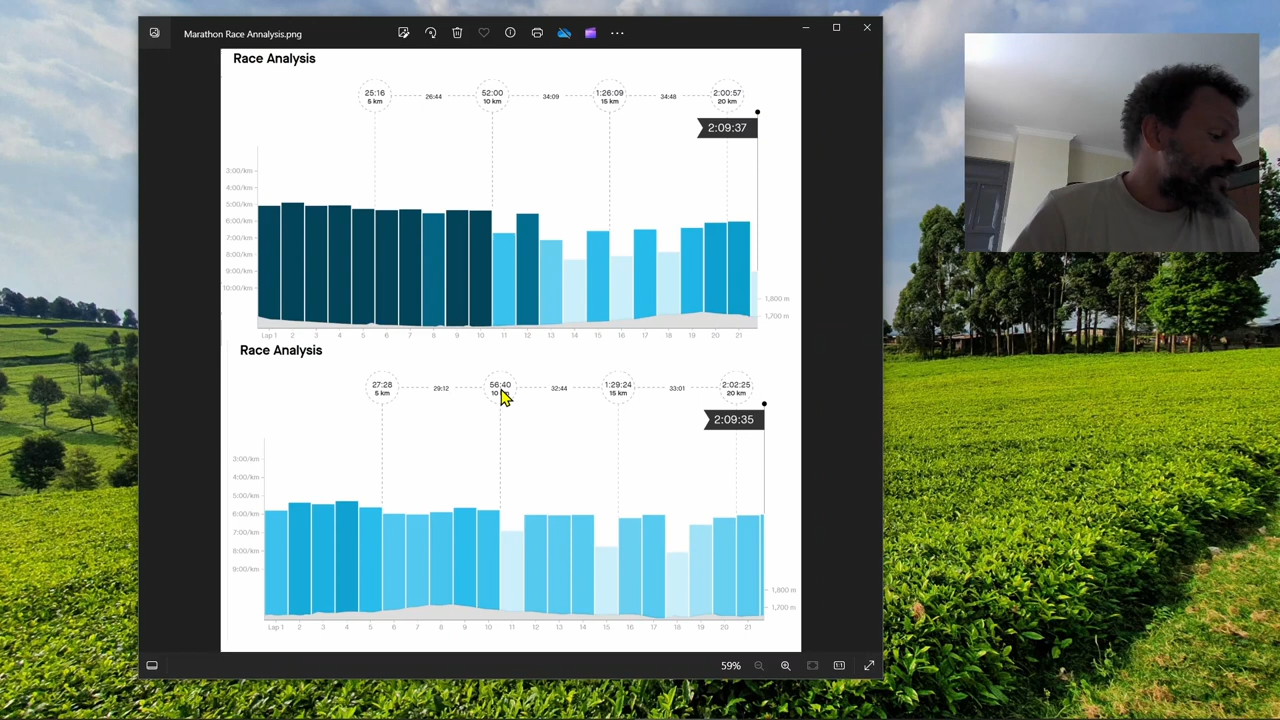 Marathon Race Annalysis.png
Race Analysis
25:16
5 km
26:44
52:00
10 km
34:09
1:26:09
15 km
34:48
2:00:57
20 km
2:09:37
3:00/km
4:00/km
5:00/km
6:00/km
7:00/km
8:00/km
9:00/km
10:00/km
1,800 m
1,700 m
Lap 1 2 3 4 5 6 7 8 9 10 11 12 13 14 15 16 17 18 19 20 21
Race Analysis
27:28
5 km
29:12
56:40
32:44
1:29:24
15 km
33:01
2:02:25
20 km
2:09:35
3:00/km
4:00/km
5:00/km
6:00/km
7:00/km
8:00/km
9:00/km
1,800 m
1,700 m
Lap 1 2 3 4 5 6 7 8 9 10 11 12 13 14 15 16 17 18 19 20 21
59%
1:1